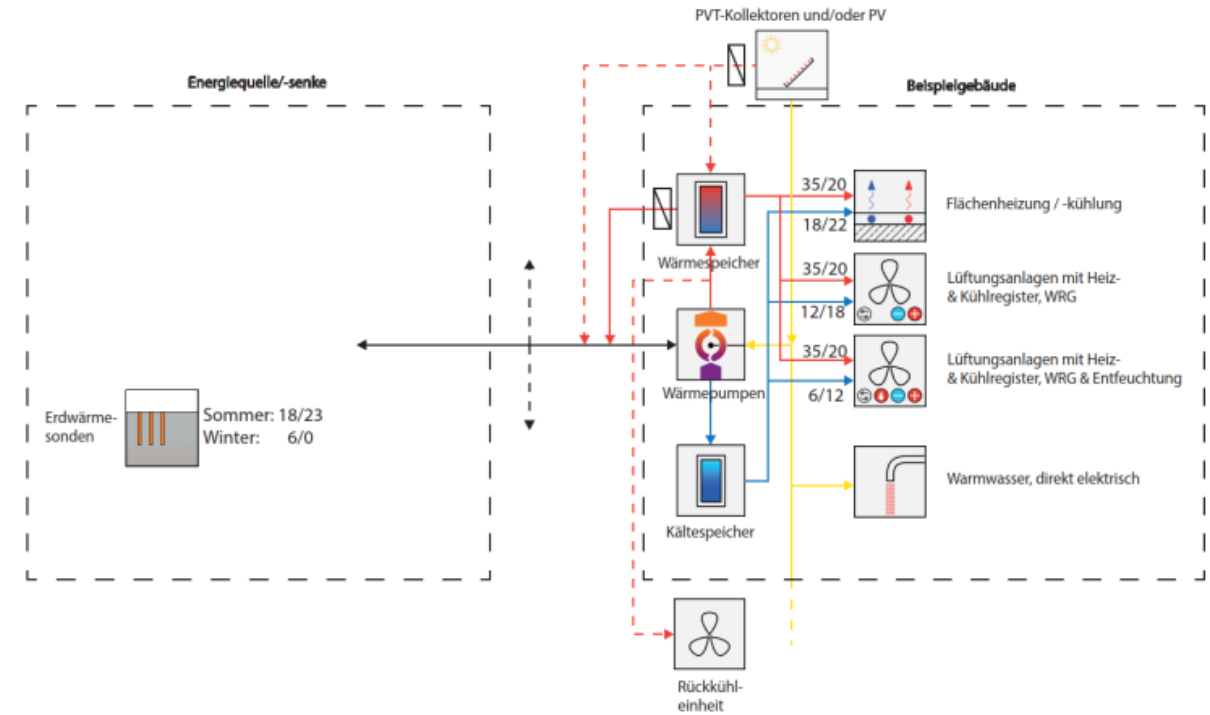 PVT-Kollektoren und/oder PV
Energiequelle/-senke
Beispielgebäude
35/20
18/22
Flächenheizung / -kühlung
Wärmespeicher
35/20
12/18
Lüftungsanlagen mit Heiz-
& Kühlregister, WRG
35/20
6/12
Lüftungsanlagen mit Heiz-
& Kühlregister, WRG & Entfeuchtung
Wärmepumpen
Erdwärme-
sonden
Sommer: 18/23
Winter: 6/0
Warmwasser, direkt elektrisch
Kältespeicher
Rückkühl-
einheit